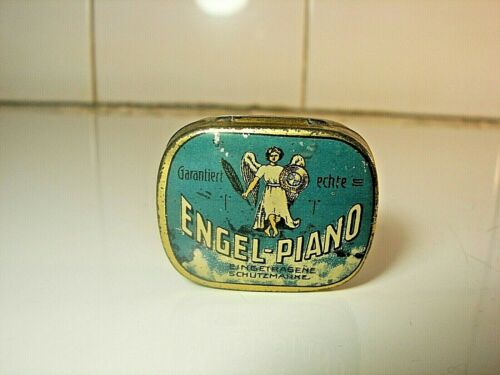 Garantiert echte
ENGEL-PIANO
EINGETRAGENE
SCHUTZMARKE.